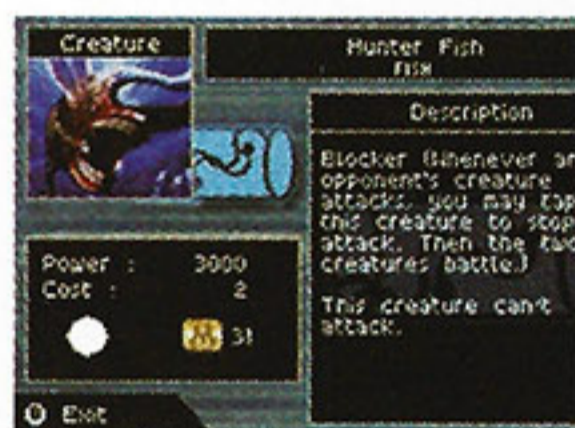 Creature
Hunter Fish
Fish
Description
Blocker (Whenever an
opponent's creature
attacks, you may tap
this creature to stop
attack. Then the two
creatures battle.)
This creature can't
attack.
Power : 3000
Cost : 2
Exit